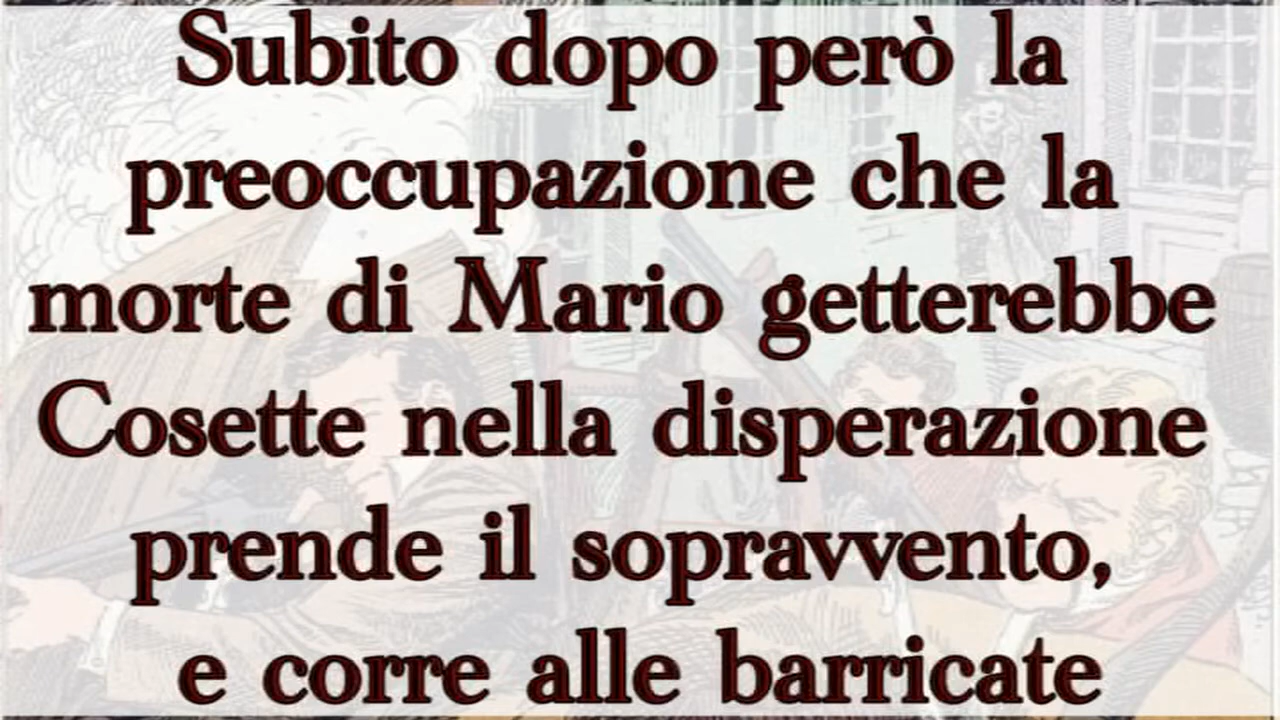 Subito dopo però la
preoccupazione che la
morte di Mario getterebbe
Cosette nella disperazione
prende il sopravvento,
e corre alle barricate